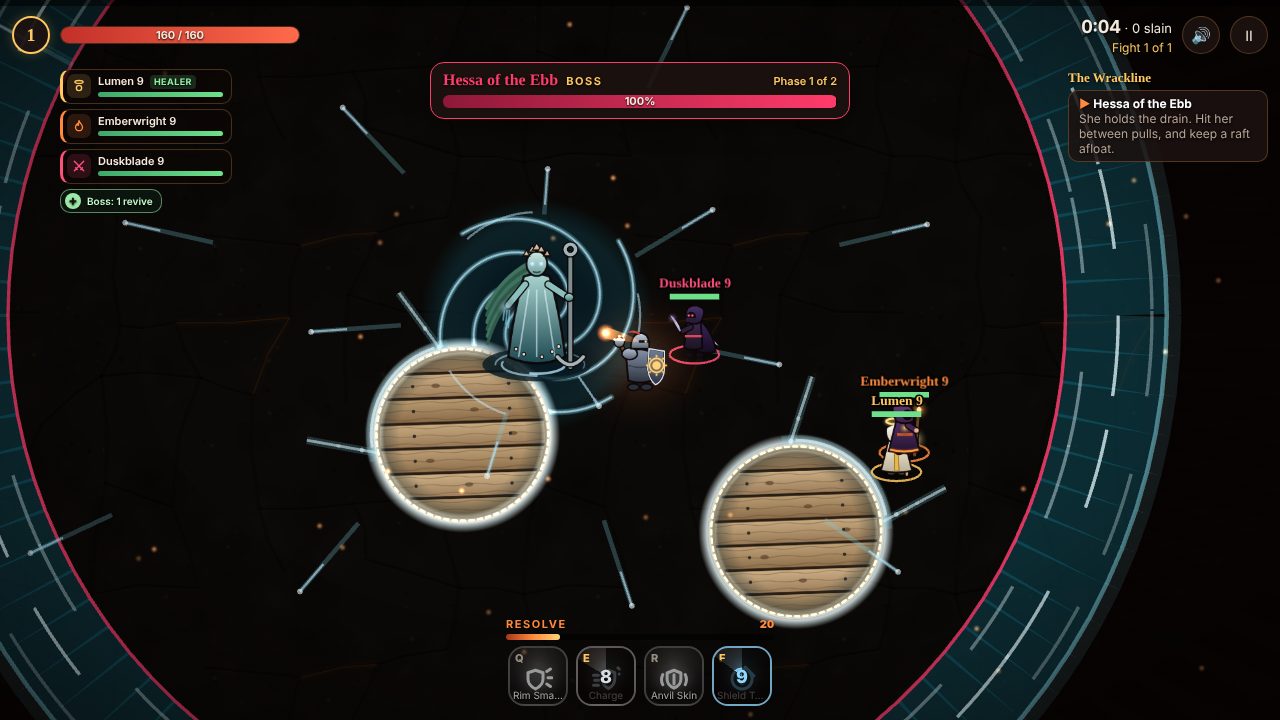 1
160 / 160
0:04 · 0 slain
Fight 1 of 1
Lumen 9 HEALER
Emberwright 9
Duskblade 9
Boss: 1 revive
Hessa of the Ebb BOSS
Phase 1 of 2
100%
The Wrackline
Hessa of the Ebb
She holds the drain. Hit her
between pulls, and keep a raft
afloat.
Duskblade 9
Emberwright 9
Lumen 9
RESOLVE
20
Q
Rim Sma...
E
8
Charge
R
Anvil Skin
F
9
Shield T...